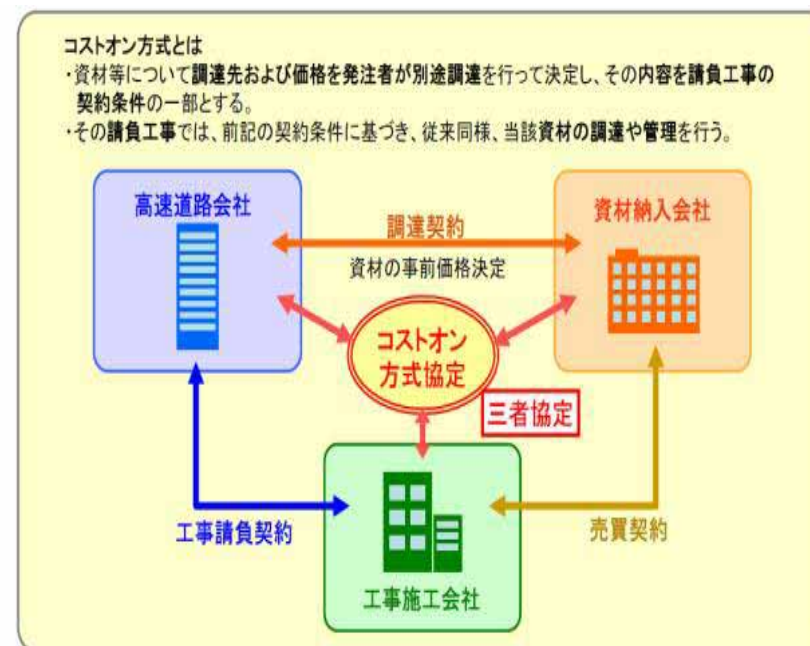 コストオン方式とは
・資材等について調達先および価格を発注者が別途調達を行って決定し、その内容を請負工事の
契約条件の一部とする。
・その請負工事では、前記の契約条件に基づき、従来同様、当該資材の調達や管理を行う。
高速道路会社
調達契約
資材納入会社
資材の事前価格決定
コストオン
方式協定
三者協定
工事請負契約
売買契約
工事施工会社